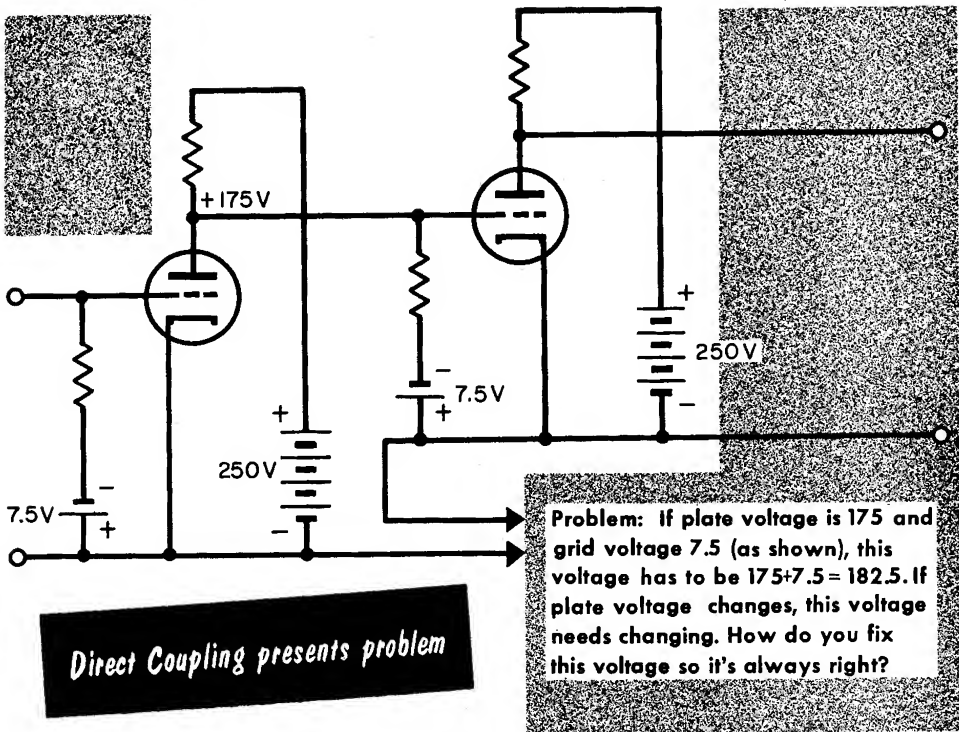 +175V
+
250V
-
-
7.5V
+
+
250V
-
-
7.5V
+
Problem: If plate voltage is 175 and
grid voltage 7.5 (as shown), this
voltage has to be 175+7.5 = 182.5. If
plate voltage changes, this voltage
needs changing. How do you fix
this voltage so it's always right?
Direct Coupling presents problem